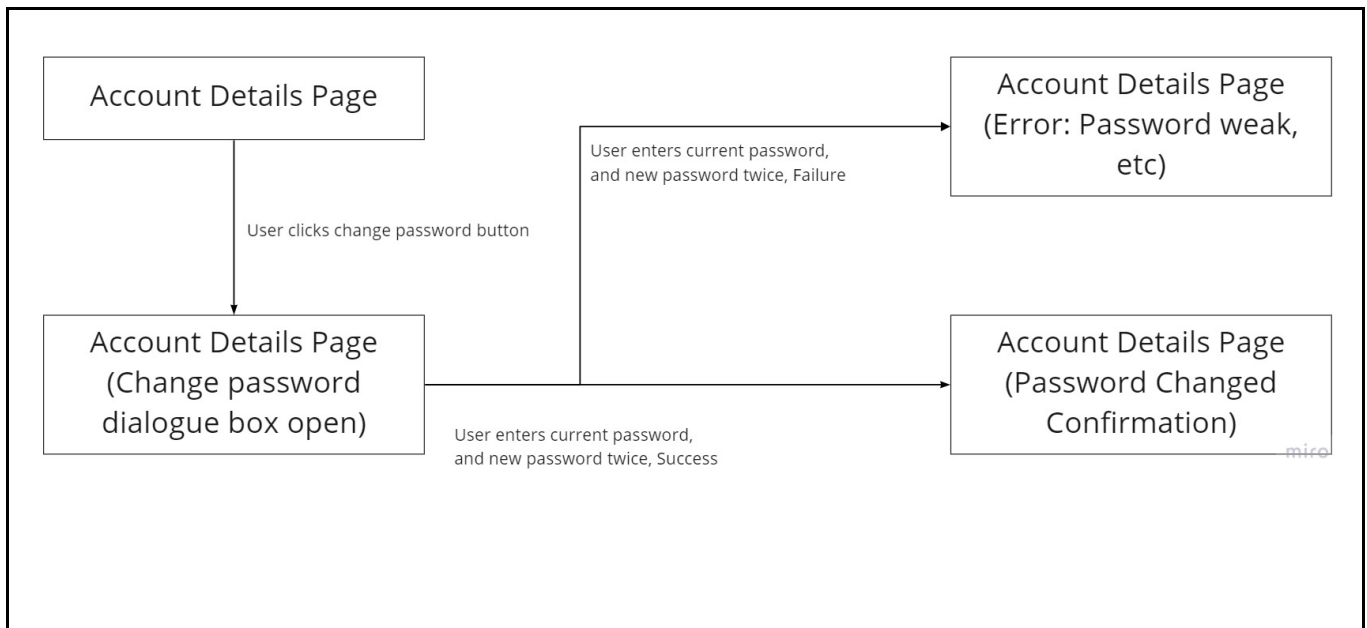 Account Details Page
User clicks change password button
Account Details Page
(Change password
dialogue box open)
User enters current password,
and new password twice, Failure
Account Details Page
(Error: Password weak,
etc)
User enters current password,
and new password twice, Success
Account Details Page
(Password Changed
Confirmation)
miro